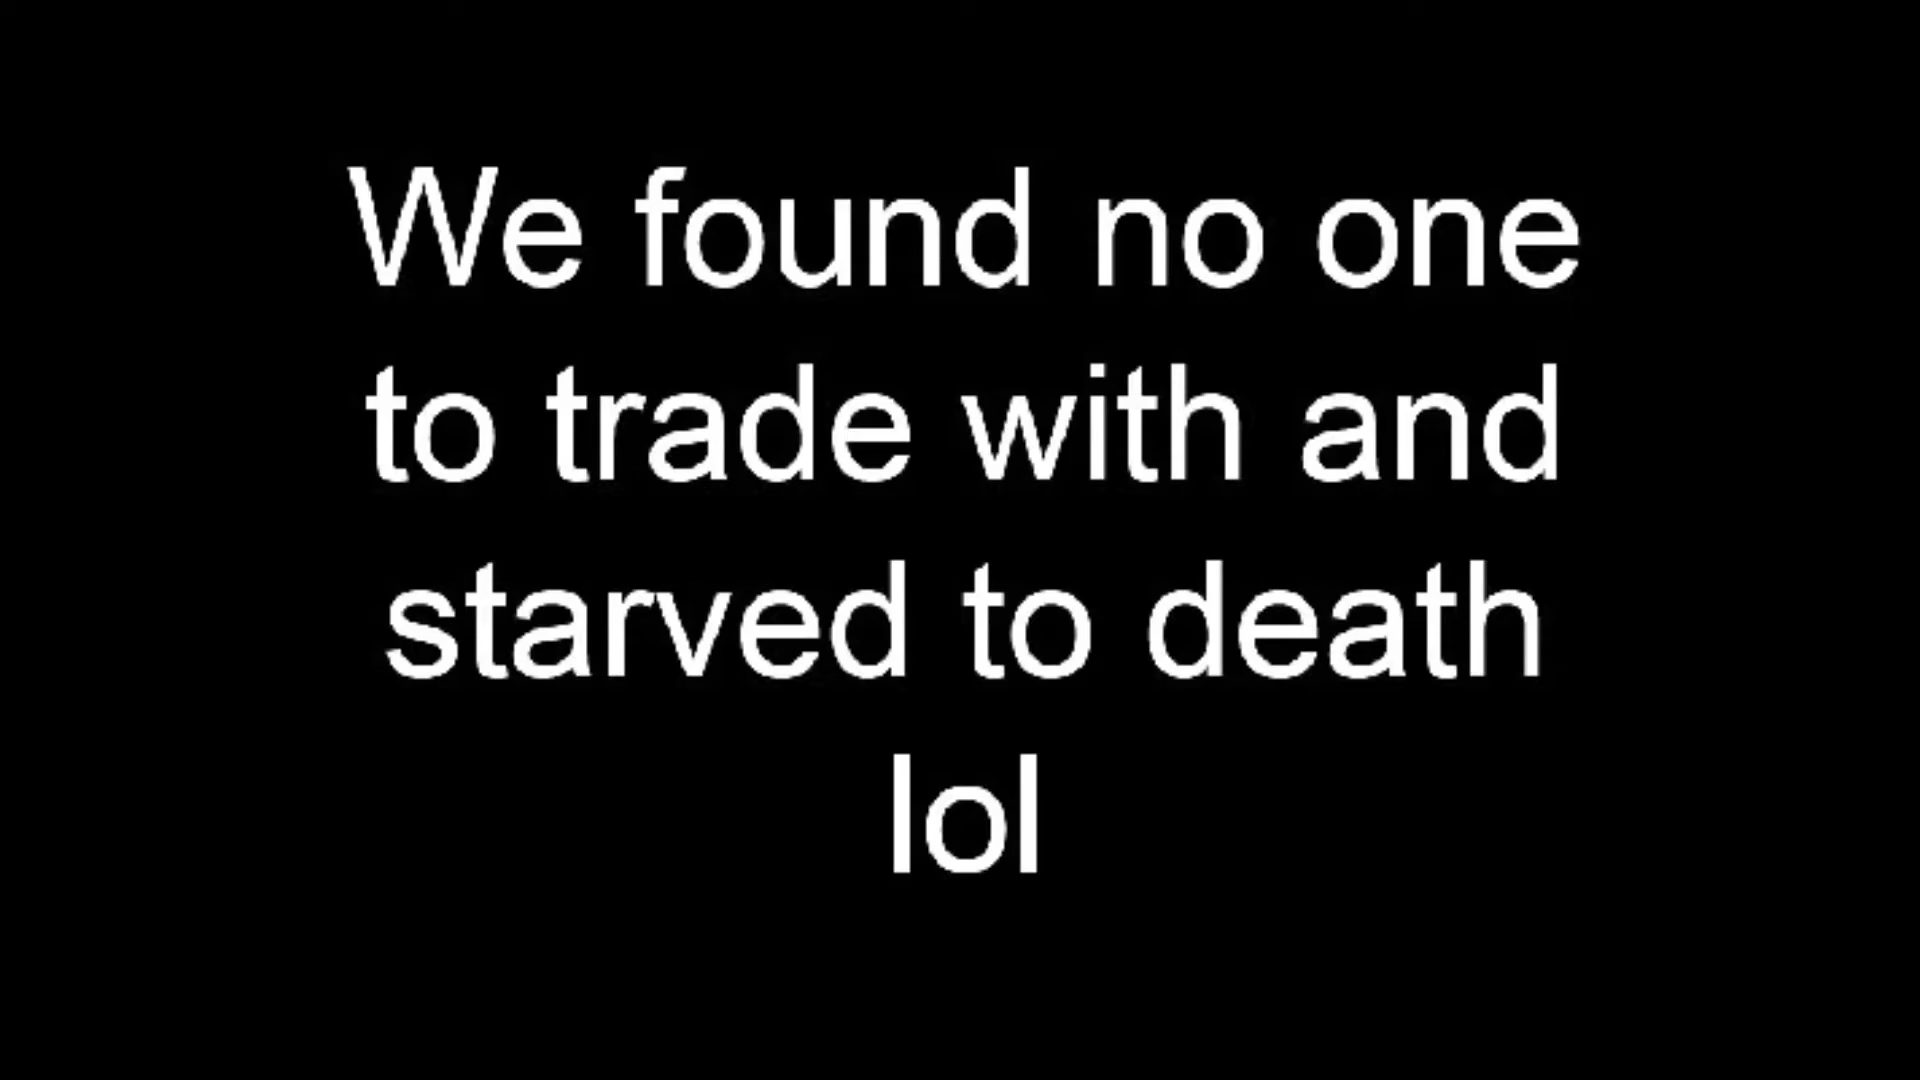 We found no one
to trade with and
starved to death
lol